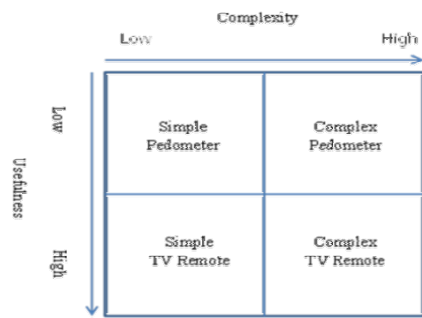 Complexity
Low High
Low
Simple
Pedometer
Complex
Pedometer
Usefulness
High
Simple
TV Remote
Complex
TV Remote